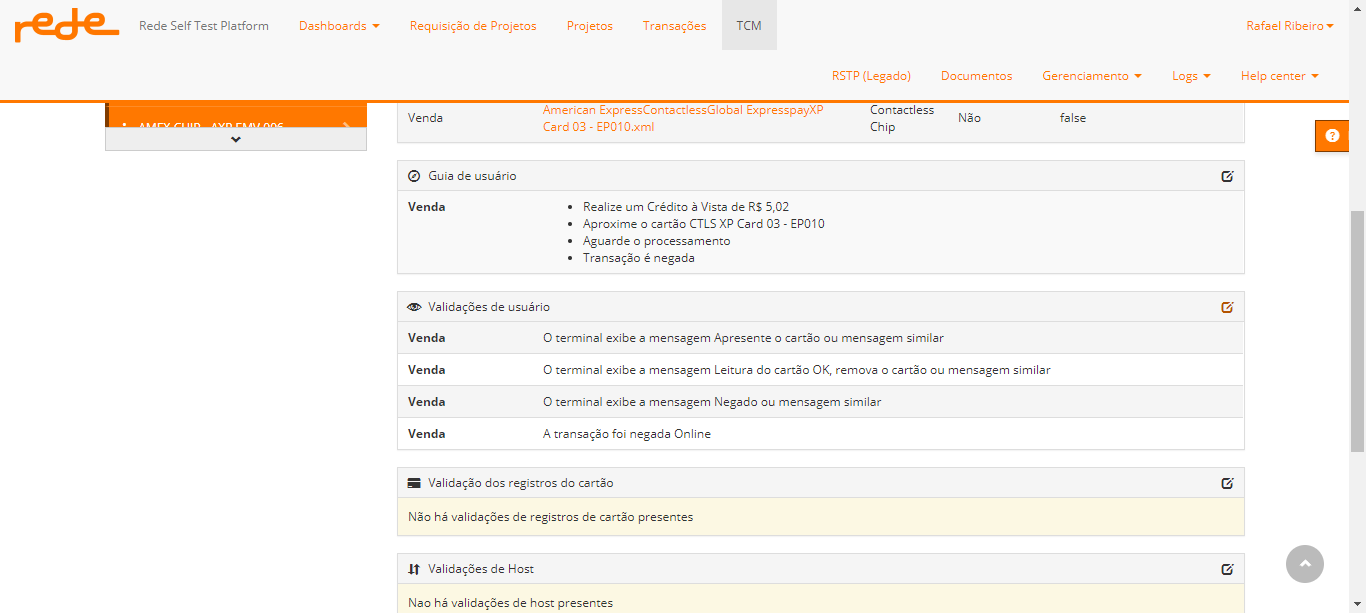 rede Rede Self Test Platform Dashboards Requisição de Projetos Projetos Transações TCM Rafael Ribeiro
RSTP (Legado) Documentos Gerenciamento Logs Help center
AMEX CHIP - AXP EMV 006
Venda American ExpressContactlessGlobal ExpresspayXP Contactless Não false
Card 03 - EP010.xml Chip
Guia de usuário
Venda Realize um Crédito à Vista de R$ 5,02
Aproxime o cartão CTLS XP Card 03 - EP010
Aguarde o processamento
Transação é negada
Validações de usuário
Venda O terminal exibe a mensagem Apresente o cartão ou mensagem similar
Venda O terminal exibe a mensagem Leitura do cartão OK, remova o cartão ou mensagem similar
Venda O terminal exibe a mensagem Negado ou mensagem similar
Venda A transação foi negada Online
Validação dos registros do cartão
Não há validações de registros de cartão presentes
Validações de Host
Nao há validações de host presentes